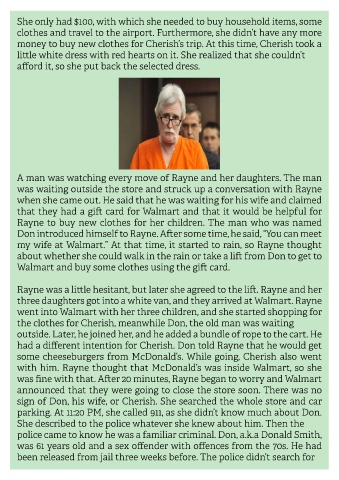 She only had $100, with which she needed to buy household items, some
clothes and travel to the airport. Furthermore, she didn't have any more
money to buy new clothes for Cherish's trip. At this time, Cherish took a
little white dress with red hearts on it. She realized that she couldn't
afford it, so she put back the selected dress.
A man was watching every move of Rayne and her daughters. The man
was waiting outside the store and struck up a conversation with Rayne
when she came out. He said that he was waiting for his wife and claimed
that they had a gift card for Walmart and that it would be helpful for
Rayne to buy new clothes for her children. The man who was named
Don introduced himself to Rayne. After some time, he said, "You can meet
my wife at Walmart." At that time, it started to rain, so Rayne thought
about whether she could walk in the rain or take a lift from Don to get to
Walmart and buy some clothes using the gift card.
Rayne was a little hesitant, but later she agreed to the lift. Rayne and her
three daughters got into a white van, and they arrived at Walmart. Rayne
went into Walmart with her three children, and she started shopping for
the clothes for Cherish, meanwhile Don, the old man was waiting
outside. Later, he joined her, and he added a bundle of rope to the cart. He
had a different intention for Cherish. Don told Rayne that he would get
some cheeseburgers from McDonald's. While going, Cherish also went
with him. Rayne thought that McDonald's was inside Walmart, so she
was fine with that. After 20 minutes, Rayne began to worry and Walmart
announced that they were going to close the store soon. There was no
sign of Don, his wife, or Cherish. She searched the whole store and car
parking. At 11:20 PM, she called 911, as she didn't know much about Don.
She described to the police whatever she knew about him. Then the
police came to know he was a familiar criminal. Don, a.k.a Donald Smith,
was 61 years old and a sex offender with offences from the 70s. He had
been released from jail three weeks before. The police didn't search for